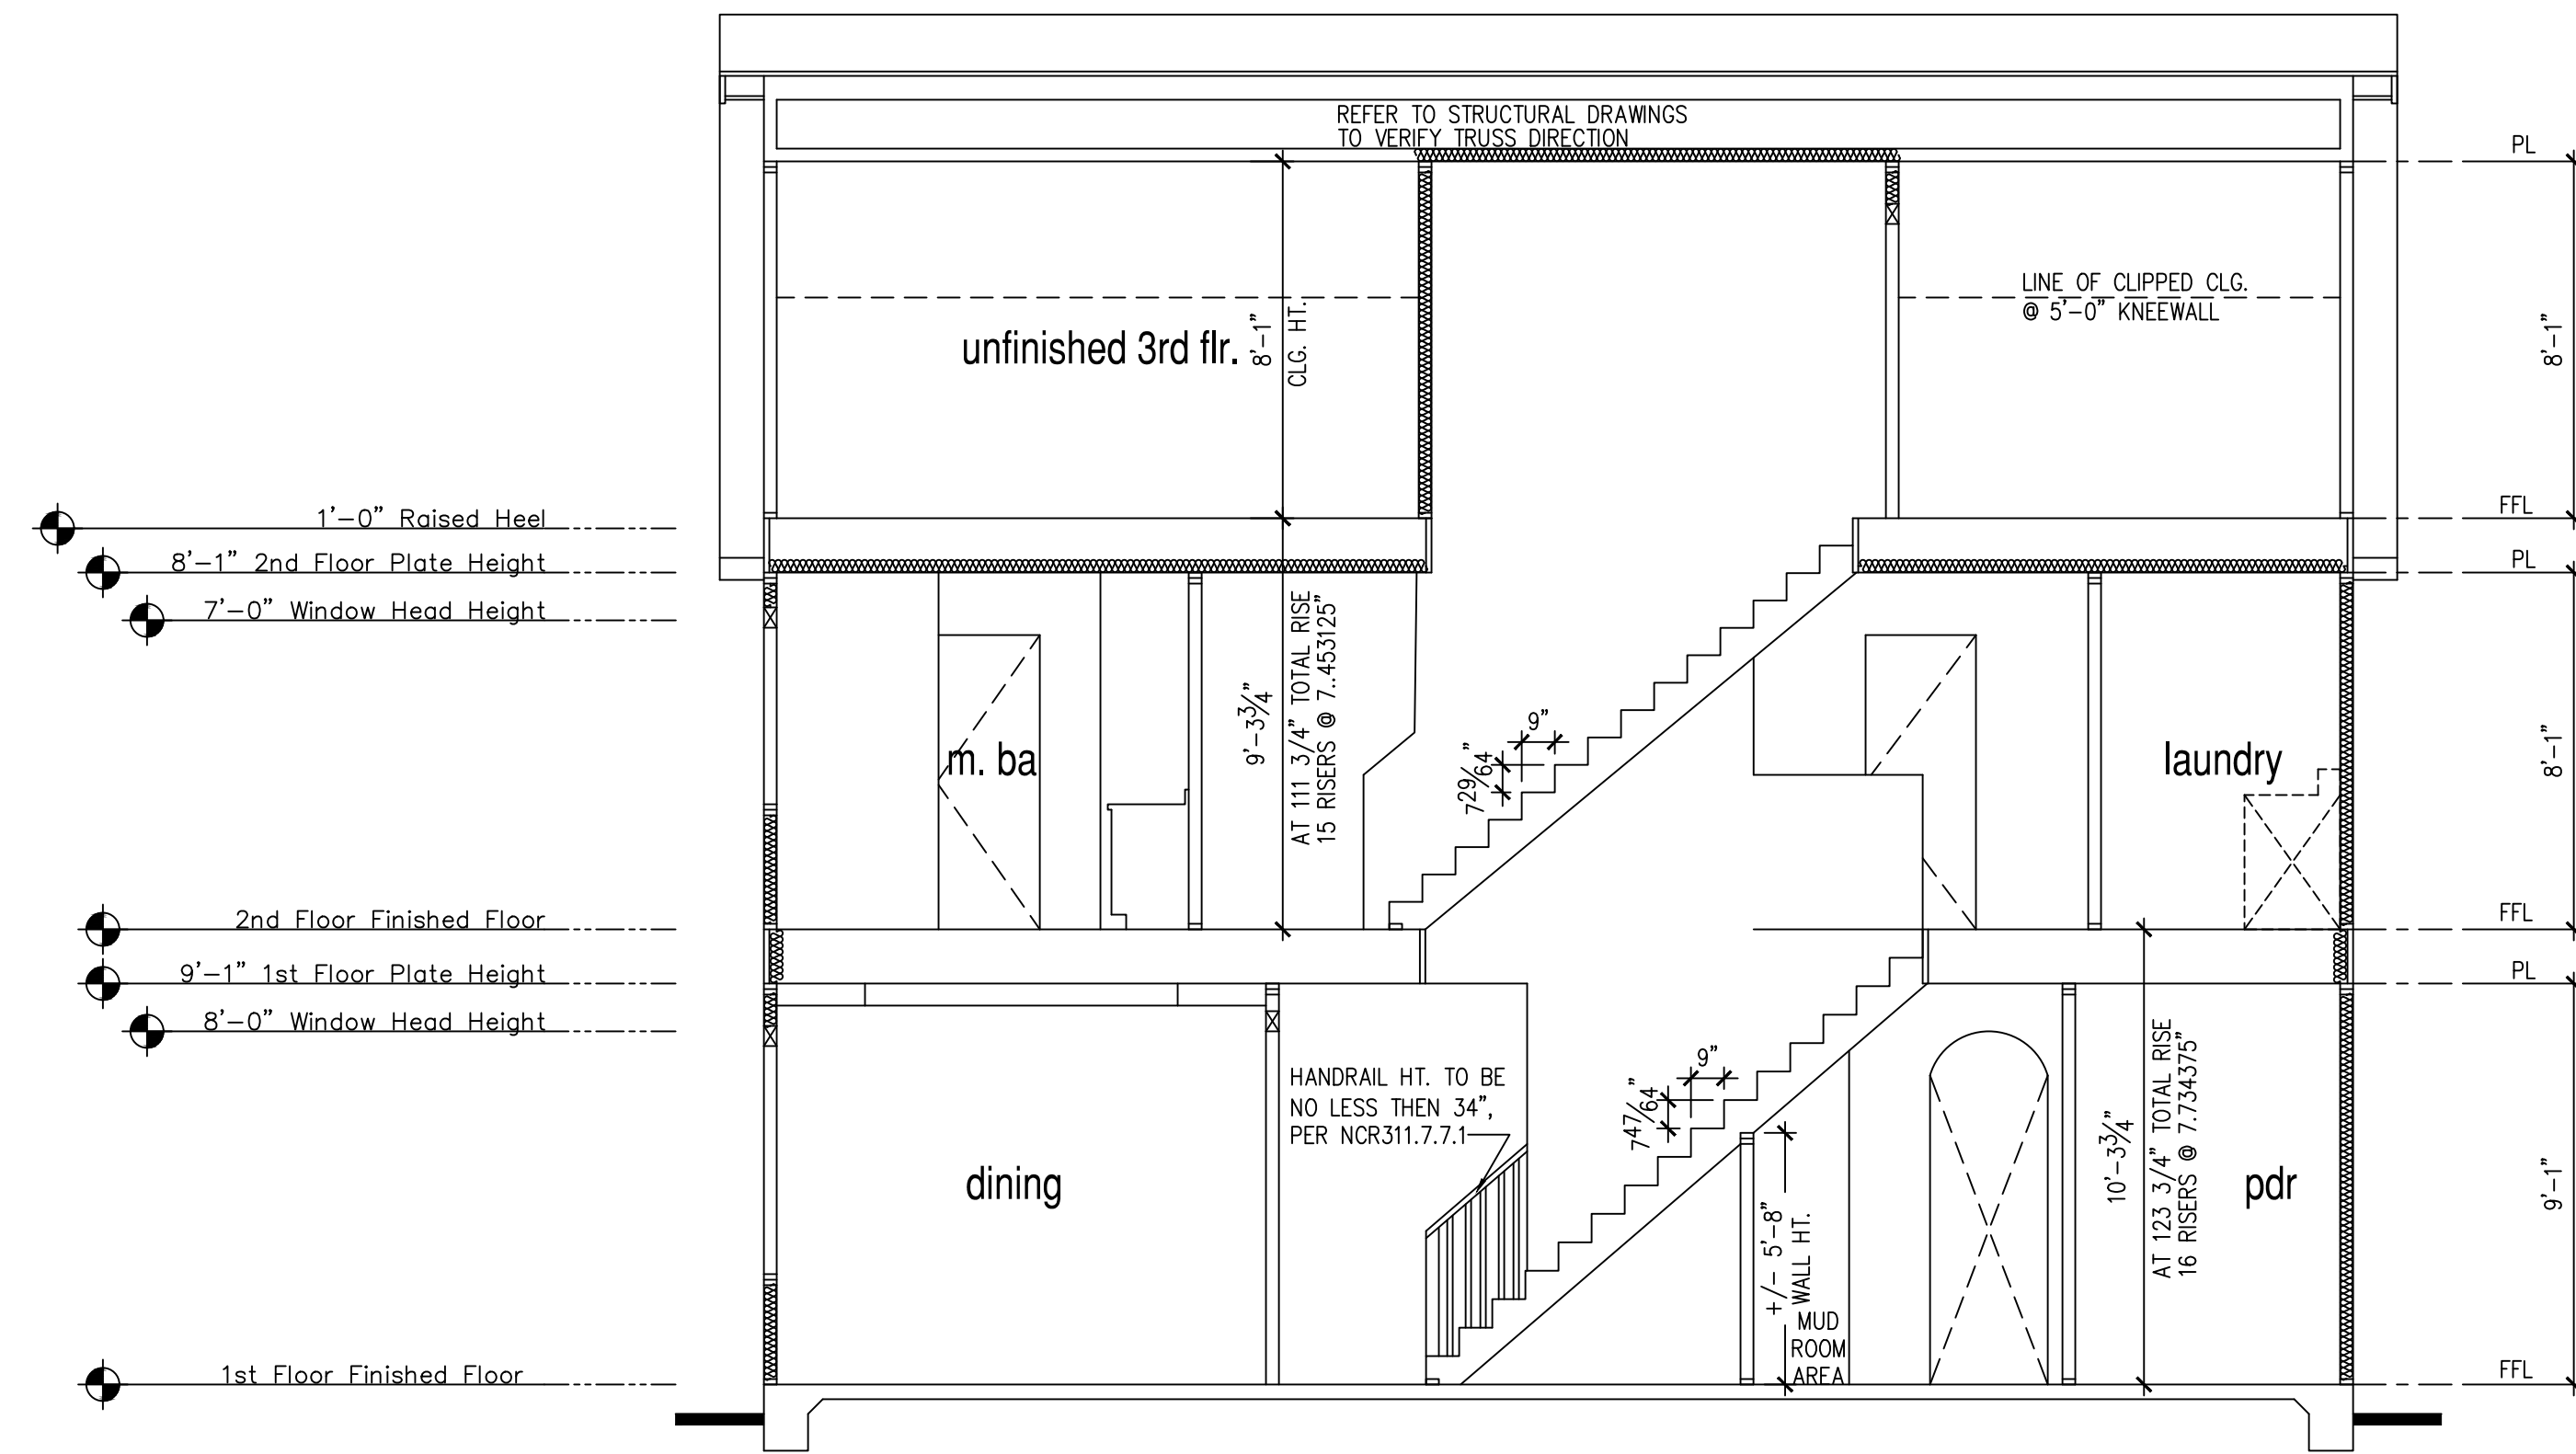 REFER TO STRUCTURAL DRAWINGS
TO VERIFY TRUSS DIRECTION
PL
LINE OF CLIPPED CLG.
@ 5'-0" KNEEWALL
unfinished 3rd flr.
8'-1"
CLG. HT.
8'-1"
1'-0" Raised Heel
FFL
8'-1" 2nd Floor Plate Height
PL
7'-0" Window Head Height
9'-3 3/4"
AT 111 3/4" TOTAL RISE
15 RISERS @ 7..453125"
9"
7 29/64"
m. ba
laundry
8'-1"
2nd Floor Finished Floor
FFL
9'-1" 1st Floor Plate Height
PL
8'-0" Window Head Height
HANDRAIL HT. TO BE
NO LESS THEN 34",
PER NCR311.7.7.1
9"
7 47/64"
10'-3 3/4"
AT 123 3/4" TOTAL RISE
16 RISERS @ 7.734375"
dining
pdr
9'-1"
+/- 5'-8"
WALL HT.
MUD
ROOM
AREA
1st Floor Finished Floor
FFL